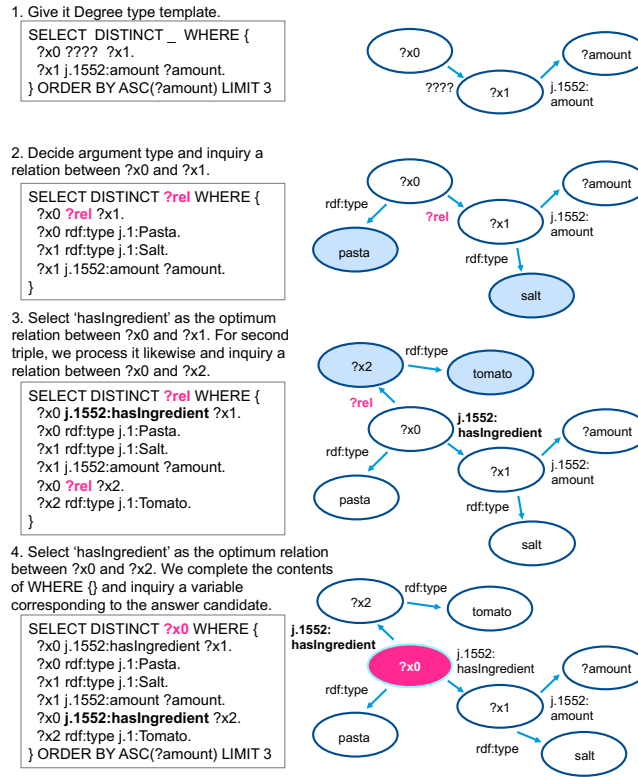 1. Give it Degree type template.
SELECT DISTINCT _ WHERE {
?x0 ???? ?x1.
?x1 j.1552:amount ?amount.
} ORDER BY ASC(?amount) LIMIT 3
?x0
?amount
????
?x1
j.1552:
amount
2. Decide argument type and inquiry a
relation between ?x0 and ?x1.
SELECT DISTINCT ?rel WHERE {
?x0 ?rel ?x1.
?x0 rdf:type j.1:Pasta.
?x1 rdf:type j.1:Salt.
?x1 j.1552:amount ?amount.
}
?x0
?amount
rdf:type
?rel
?x1
j.1552:
amount
pasta
rdf:type
salt
3. Select 'hasIngredient' as the optimum
relation between ?x0 and ?x1. For second
triple, we process it likewise and inquiry a
relation between ?x0 and ?x2.
SELECT DISTINCT ?rel WHERE {
?x0 j.1552:hasIngredient ?x1.
?x0 rdf:type j.1:Pasta.
?x1 rdf:type j.1:Salt.
?x1 j.1552:amount ?amount.
?x0 ?rel ?x2.
?x2 rdf:type j.1:Tomato.
}
?x2
rdf:type
tomato
?rel
?x0
j.1552:
hasIngredient
?amount
rdf:type
?x1
j.1552:
amount
pasta
rdf:type
salt
4. Select 'hasIngredient' as the optimum relation
between ?x0 and ?x2. We complete the contents
of WHERE {} and inquiry a variable
corresponding to the answer candidate.
SELECT DISTINCT ?x0 WHERE {
?x0 j.1552:hasIngredient ?x1.
?x0 rdf:type j.1:Pasta.
?x1 rdf:type j.1:Salt.
?x1 j.1552:amount ?amount.
?x0 j.1552:hasIngredient ?x2.
?x2 rdf:type j.1:Tomato.
} ORDER BY ASC(?amount) LIMIT 3
?x2
rdf:type
tomato
j.1552:
hasIngredient
?x0
j.1552:
hasIngredient
?amount
rdf:type
?x1
j.1552:
amount
pasta
rdf:type
salt